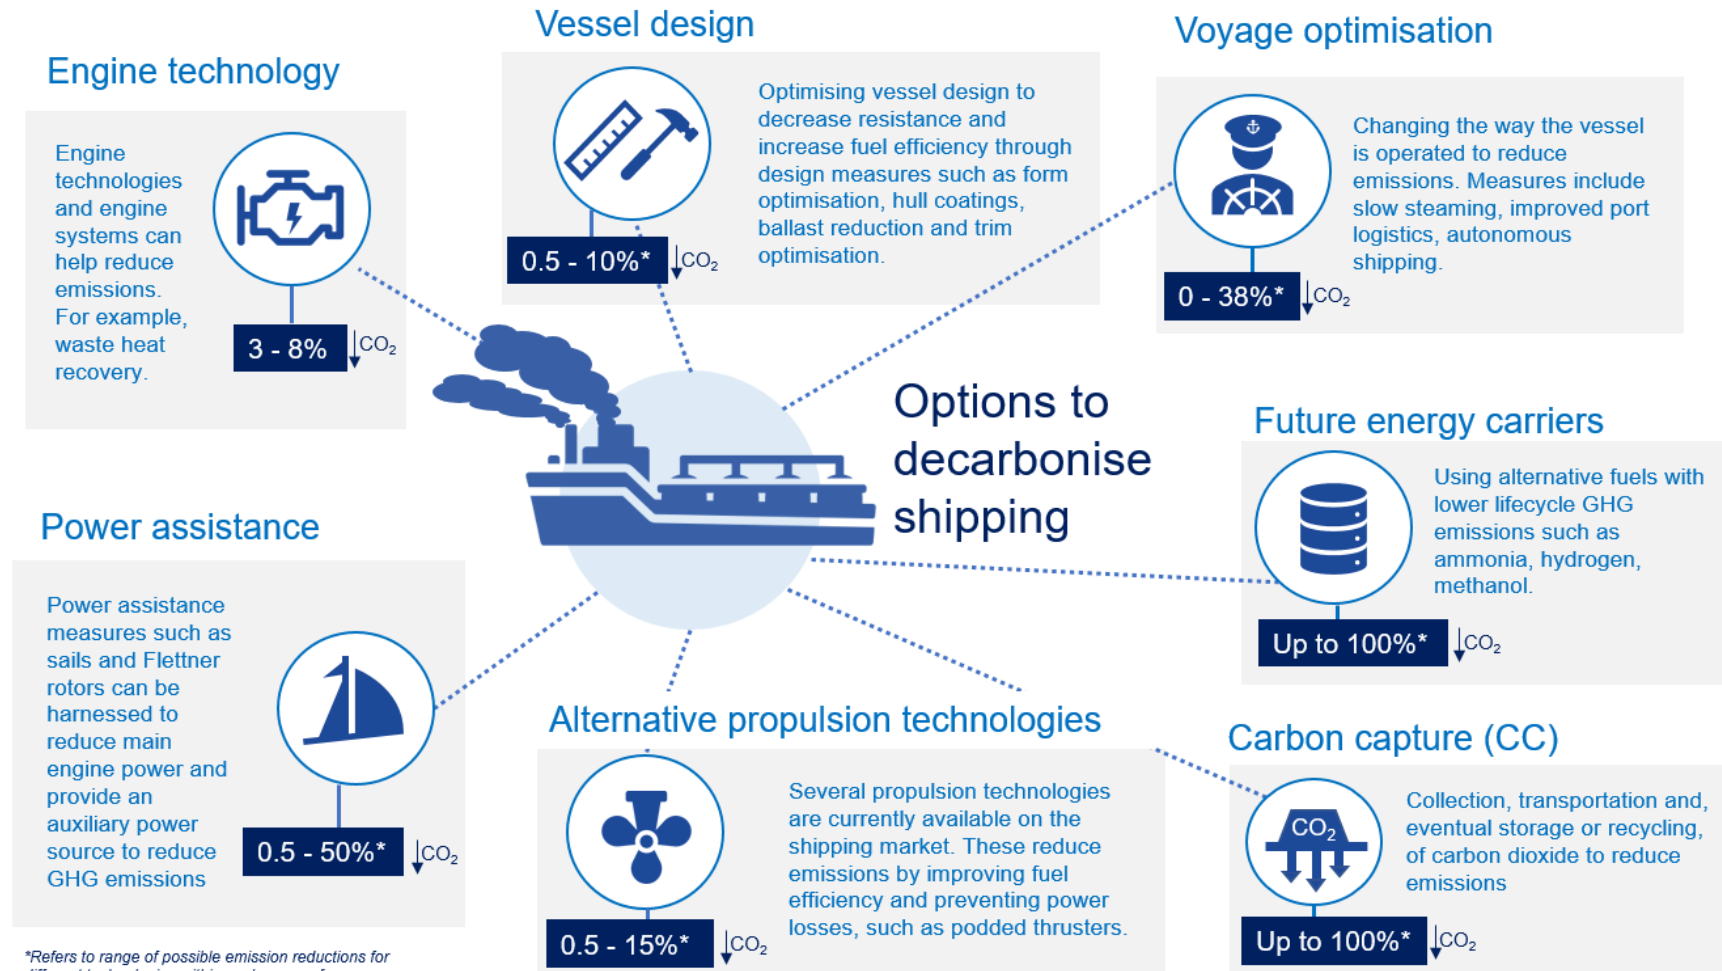 Vessel design
Voyage optimisation
Engine technology
Optimising vessel design to
decrease resistance and
increase fuel efficiency through
design measures such as form
optimisation, hull coatings,
ballast reduction and trim
optimisation.
0.5 - 10%* CO₂
Changing the way the vessel
is operated to reduce
emissions. Measures include
slow steaming, improved port
logistics, autonomous
shipping.
0 - 38%* CO₂
Engine
technologies
and engine
systems can
help reduce
emissions.
For example,
waste heat
recovery.
3 - 8% CO₂
Options to
decarbonise
shipping
Future energy carriers
Using alternative fuels with
lower lifecycle GHG
emissions such as
ammonia, hydrogen,
methanol.
Up to 100%* CO₂
Power assistance
Power assistance
measures such as
sails and Flettner
rotors can be
harnessed to
reduce main
engine power and
provide an
auxiliary power
source to reduce
GHG emissions
0.5 - 50%* CO₂
Alternative propulsion technologies
Several propulsion technologies
are currently available on the
shipping market. These reduce
emissions by improving fuel
efficiency and preventing power
losses, such as podded thrusters.
0.5 - 15%* CO₂
Carbon capture (CC)
CO₂
Collection, transportation and,
eventual storage or recycling,
of carbon dioxide to reduce
emissions
Up to 100%* CO₂
*Refers to range of possible emission reductions for